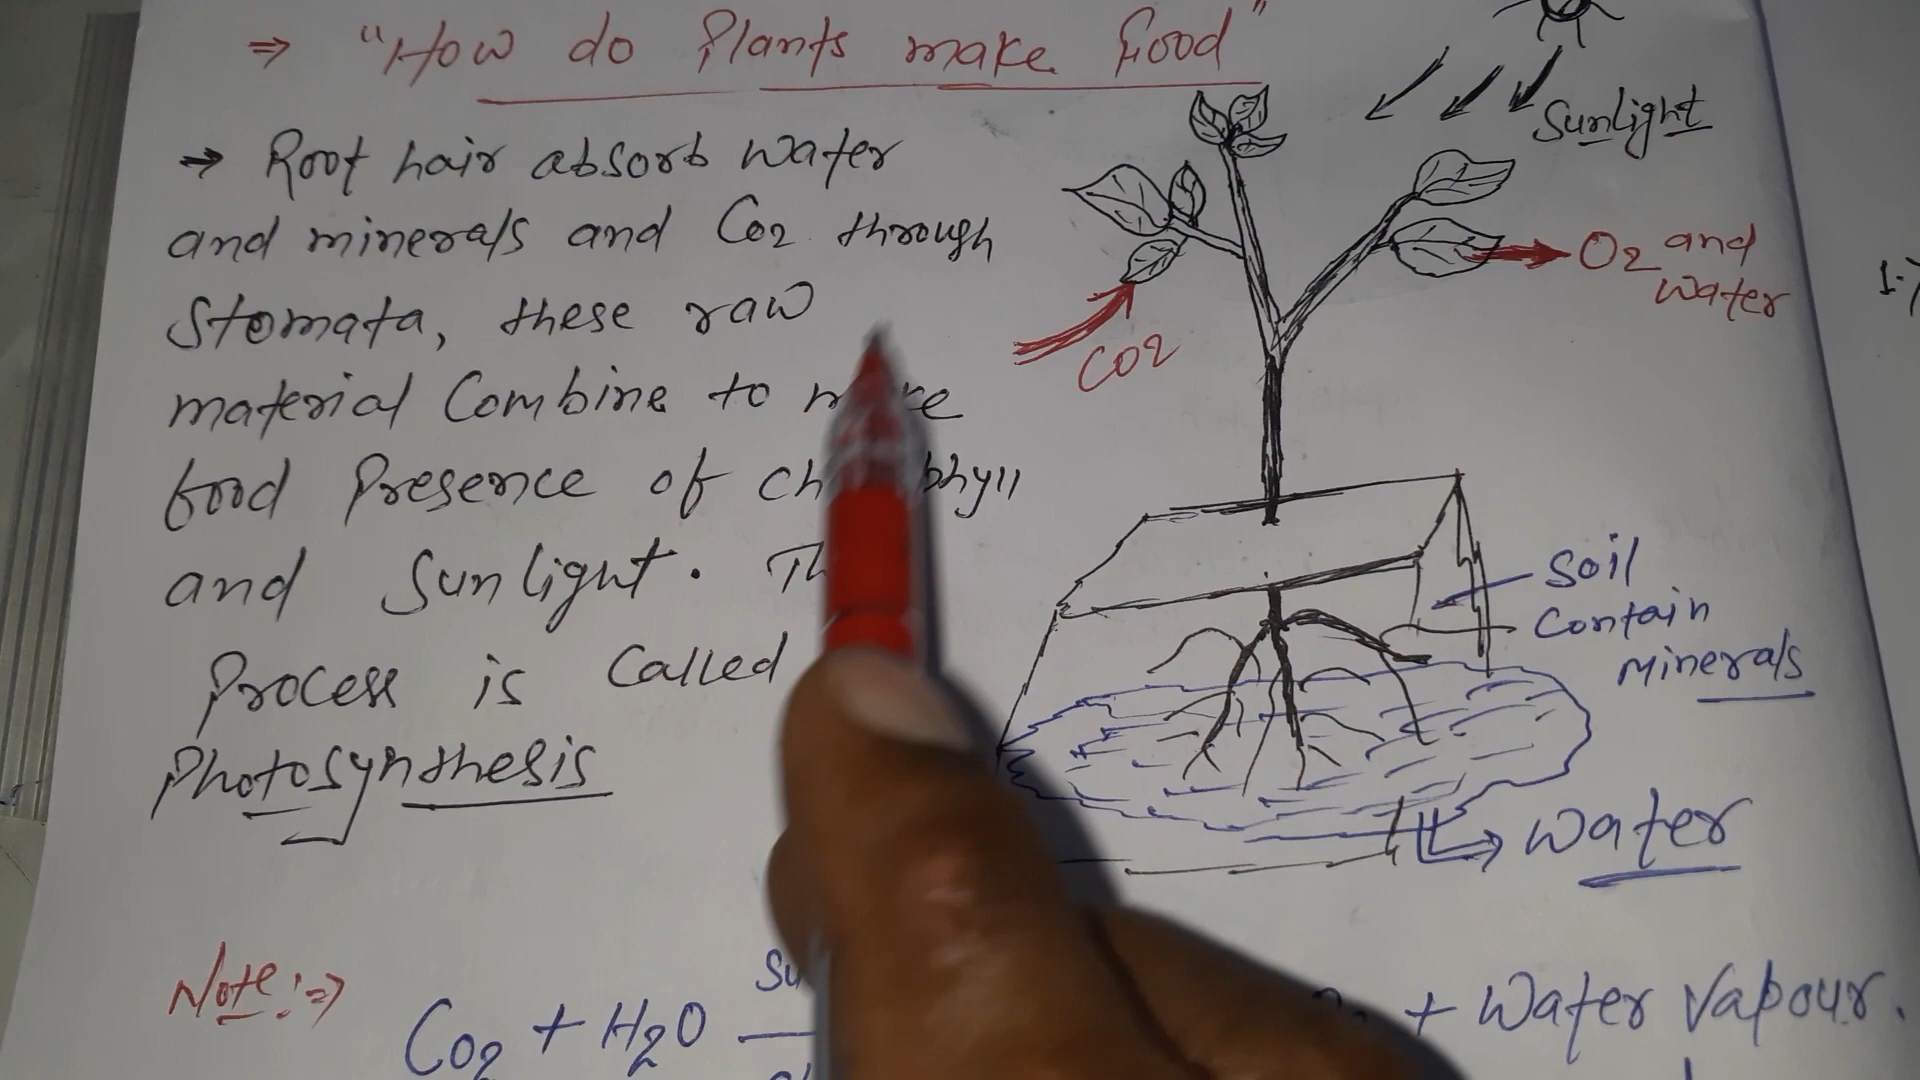 ⇒ "How do Plants make Food"
→ Root hair absorb Water
and minerals and Co2 through
Stomata, these raw
material Combine to
food Presence of
and Sunlight.
Process is Called
Photosynthesis
Sunlight
O2 and
Water
CO2
Soil
Contain
Minerals
Water
Note:⇒
Co2 + H2O
+ Water Vapour.